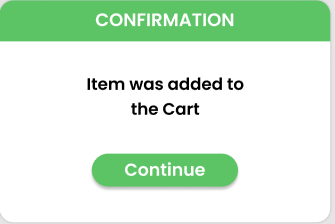 CONFIRMATION
Item was added to
the Cart
Continue